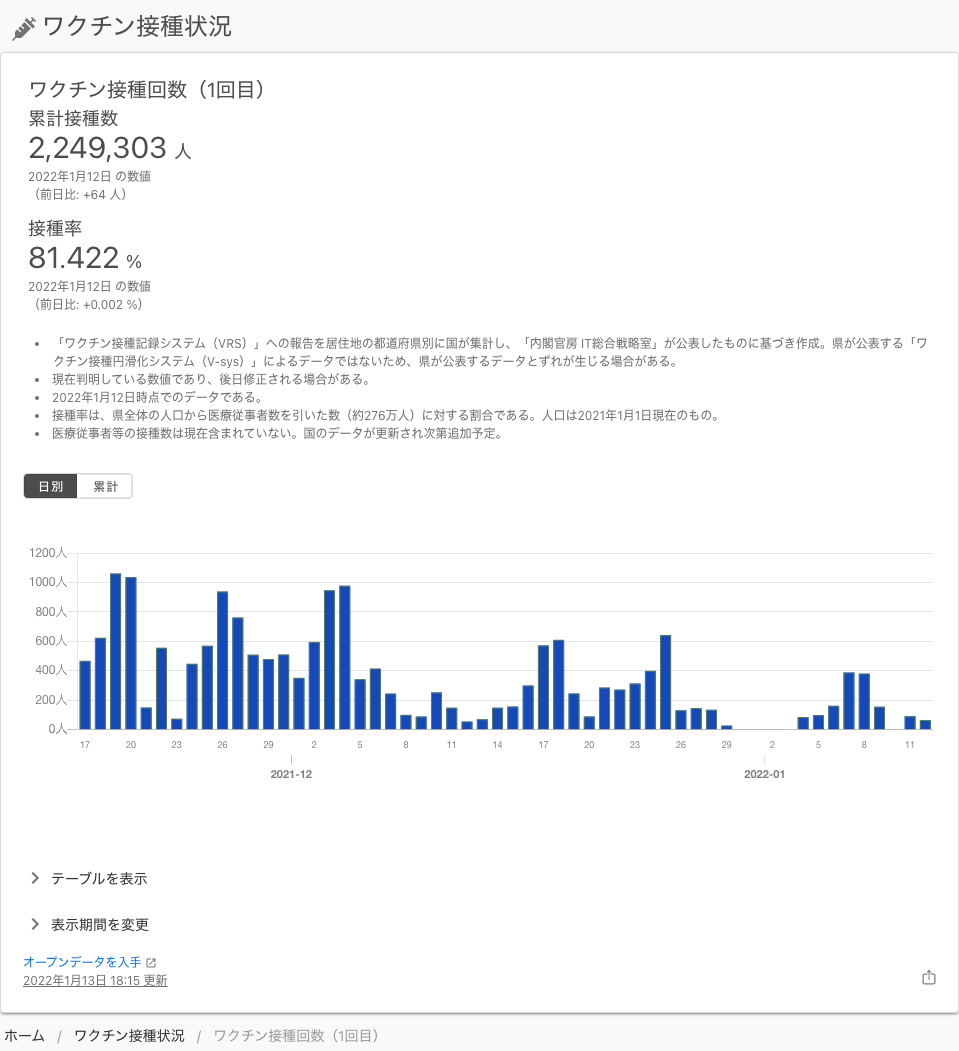 ワクチン接種状況
ワクチン接種回数（1回目）
累計接種数
2,249,303 人
2022年1月12日 の数値
（前日比: +64 人）
接種率
81.422 %
2022年1月12日 の数値
（前日比: +0.002 %）
• 「ワクチン接種記録システム（VRS）」への報告を居住地の都道府県別に国が集計し、「内閣官房 IT総合戦略室」が公表したものに基づき作成。県が公表する「ワ
クチン接種円滑化システム（V-sys）」によるデータではないため、県が公表するデータとずれが生じる場合がある。
• 現在判明している数値であり、後日修正される場合がある。
• 2022年1月12日時点でのデータである。
• 接種率は、県全体の人口から医療従事者数を引いた数（約276万人）に対する割合である。人口は2021年1月1日現在のもの。
• 医療従事者等の接種数は現在含まれていない。国のデータが更新され次第追加予定。
日別 累計
1200人
1000人
800人
600人
400人
200人
0人
17 20 23 26 29 2 5 8 11 14 17 20 23 26 29 2 5 8 11
2021-12 2022-01
テーブルを表示
表示期間を変更
オープンデータを入手
2022年1月13日 18:15 更新
ホーム / ワクチン接種状況 / ワクチン接種回数（1回目）